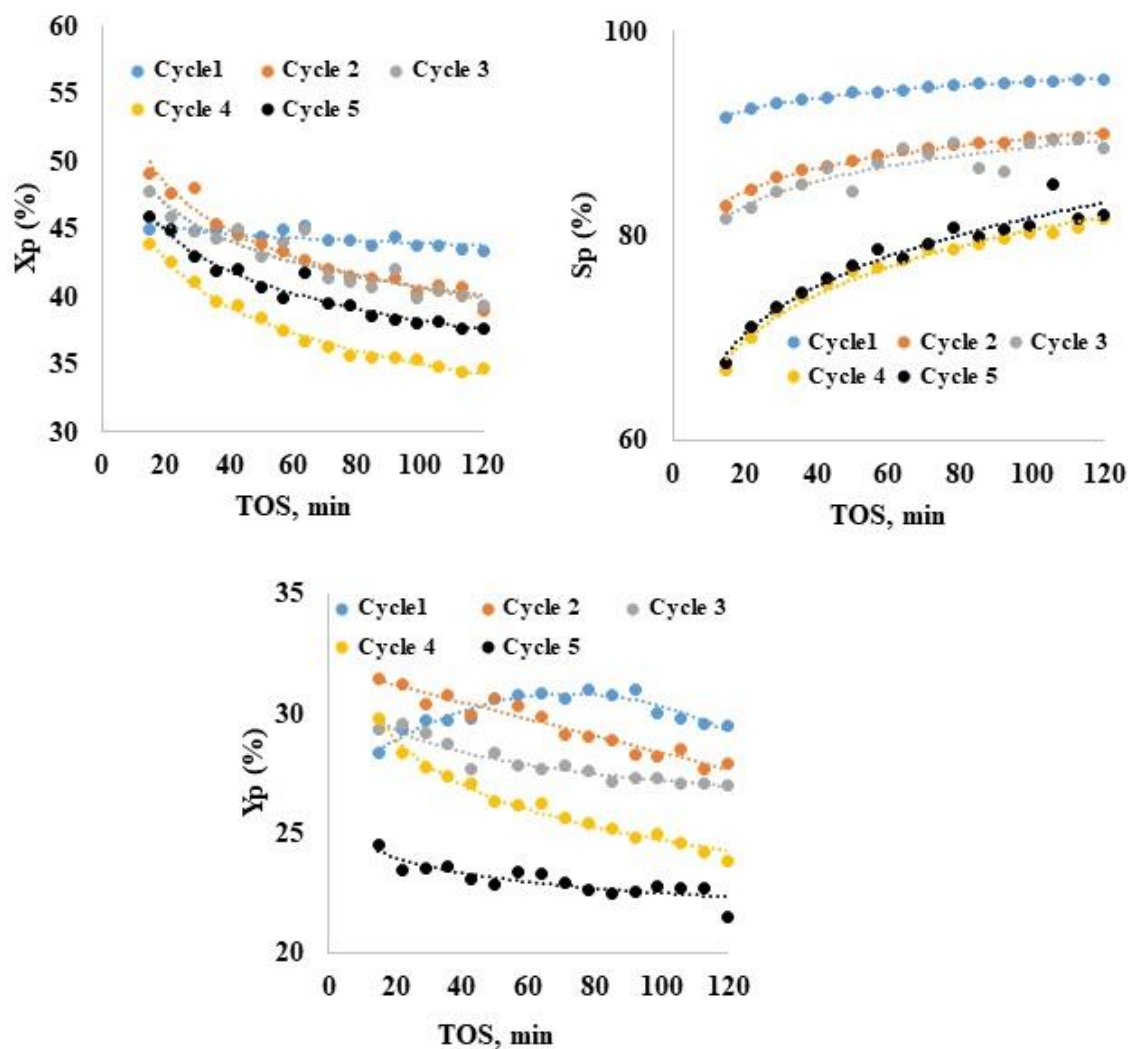 60
55
50
45
40
35
30
Xp (%)
Cycle1 Cycle 2 Cycle 3
Cycle 4 Cycle 5
0 20 40 60 80 100 120
TOS, min
100
80
60
Sp (%)
Cycle1 Cycle 2 Cycle 3
Cycle 4 Cycle 5
0 20 40 60 80 100 120
TOS, min
35
30
25
20
Yp (%)
Cycle1 Cycle 2 Cycle 3
Cycle 4 Cycle 5
0 20 40 60 80 100 120
TOS, min